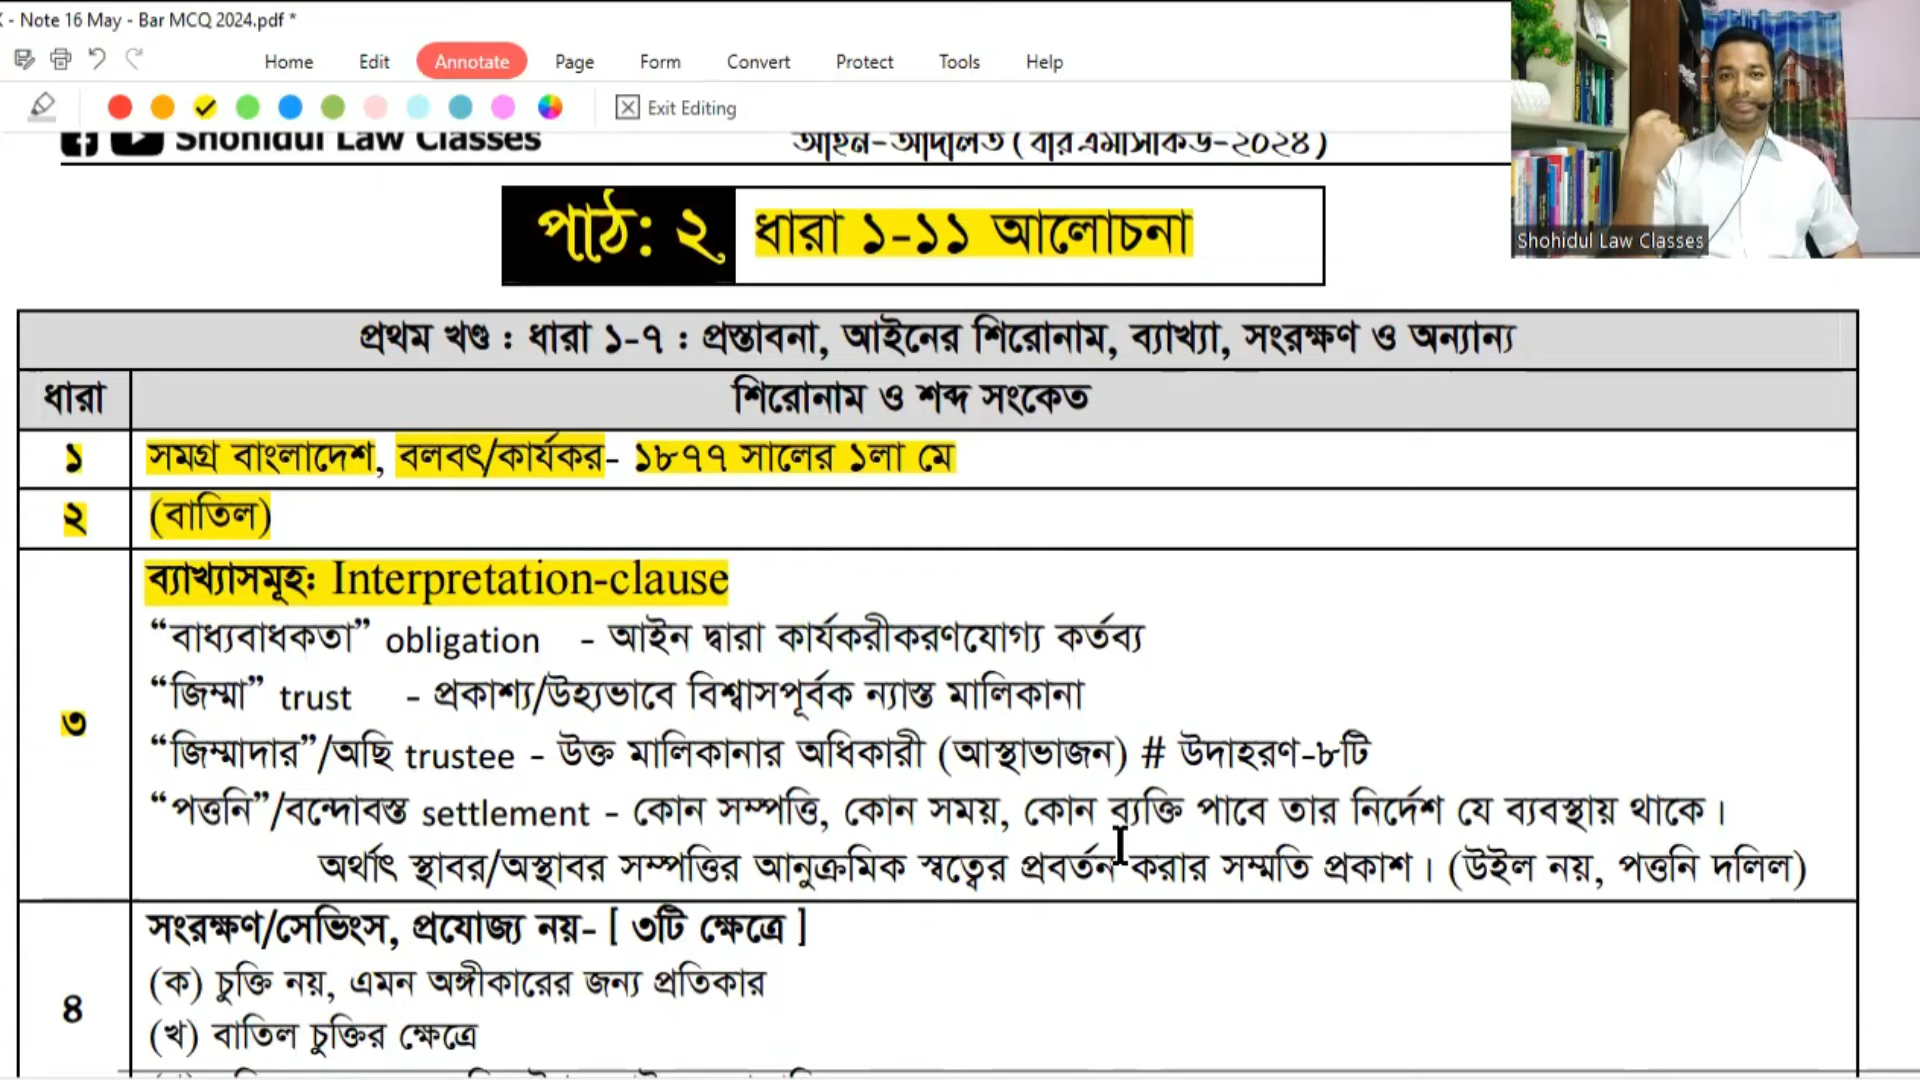 - Note 16 May - Bar MCQ 2024.pdf *
Home Edit Annotate Page Form Convert Protect Tools Help
Exit Editing
Shohidul Law Classes
আইন-আদালত ( বার এমসিকিউ-২০২৪ )
Shohidul Law Classes
পাঠ: ২ ধারা ১-১১ আলোচনা
প্রথম খণ্ড : ধারা ১-৭ : প্রস্তাবনা, আইনের শিরোনাম, ব্যাখ্যা, সংরক্ষণ ও অন্যান্য
ধারা শিরোনাম ও শব্দ সংকেত
১ সমগ্র বাংলাদেশ, বলবৎ/কার্যকর- ১৮৭৭ সালের ১লা মে
২ (বাতিল)
ব্যাখ্যাসমূহঃ Interpretation-clause
“বাধ্যবাধকতা” obligation - আইন দ্বারা কার্যকরীকরণযোগ্য কর্তব্য
“জিম্মা” trust - প্রকাশ্য/উহ্যভাবে বিশ্বাসপূর্বক ন্যাস্ত মালিকানা
৩
“জিম্মাদার”/অছি trustee - উক্ত মালিকানার অধিকারী (আস্থাভাজন) # উদাহরণ-৮টি
“পত্তনি”/বন্দোবস্ত settlement - কোন সম্পত্তি, কোন সময়, কোন ব্যক্তি পাবে তার নির্দেশ যে ব্যবস্থায় থাকে।
অর্থাৎ স্থাবর/অস্থাবর সম্পত্তির আনুক্রমিক স্বত্বের প্রবর্তন করার সম্মতি প্রকাশ। (উইল নয়, পত্তনি দলিল)
সংরক্ষণ/সেভিংস, প্রযোজ্য নয়- [ ৩টি ক্ষেত্রে ]
(ক) চুক্তি নয়, এমন অঙ্গীকারের জন্য প্রতিকার
৪
(খ) বাতিল চুক্তির ক্ষেত্রে